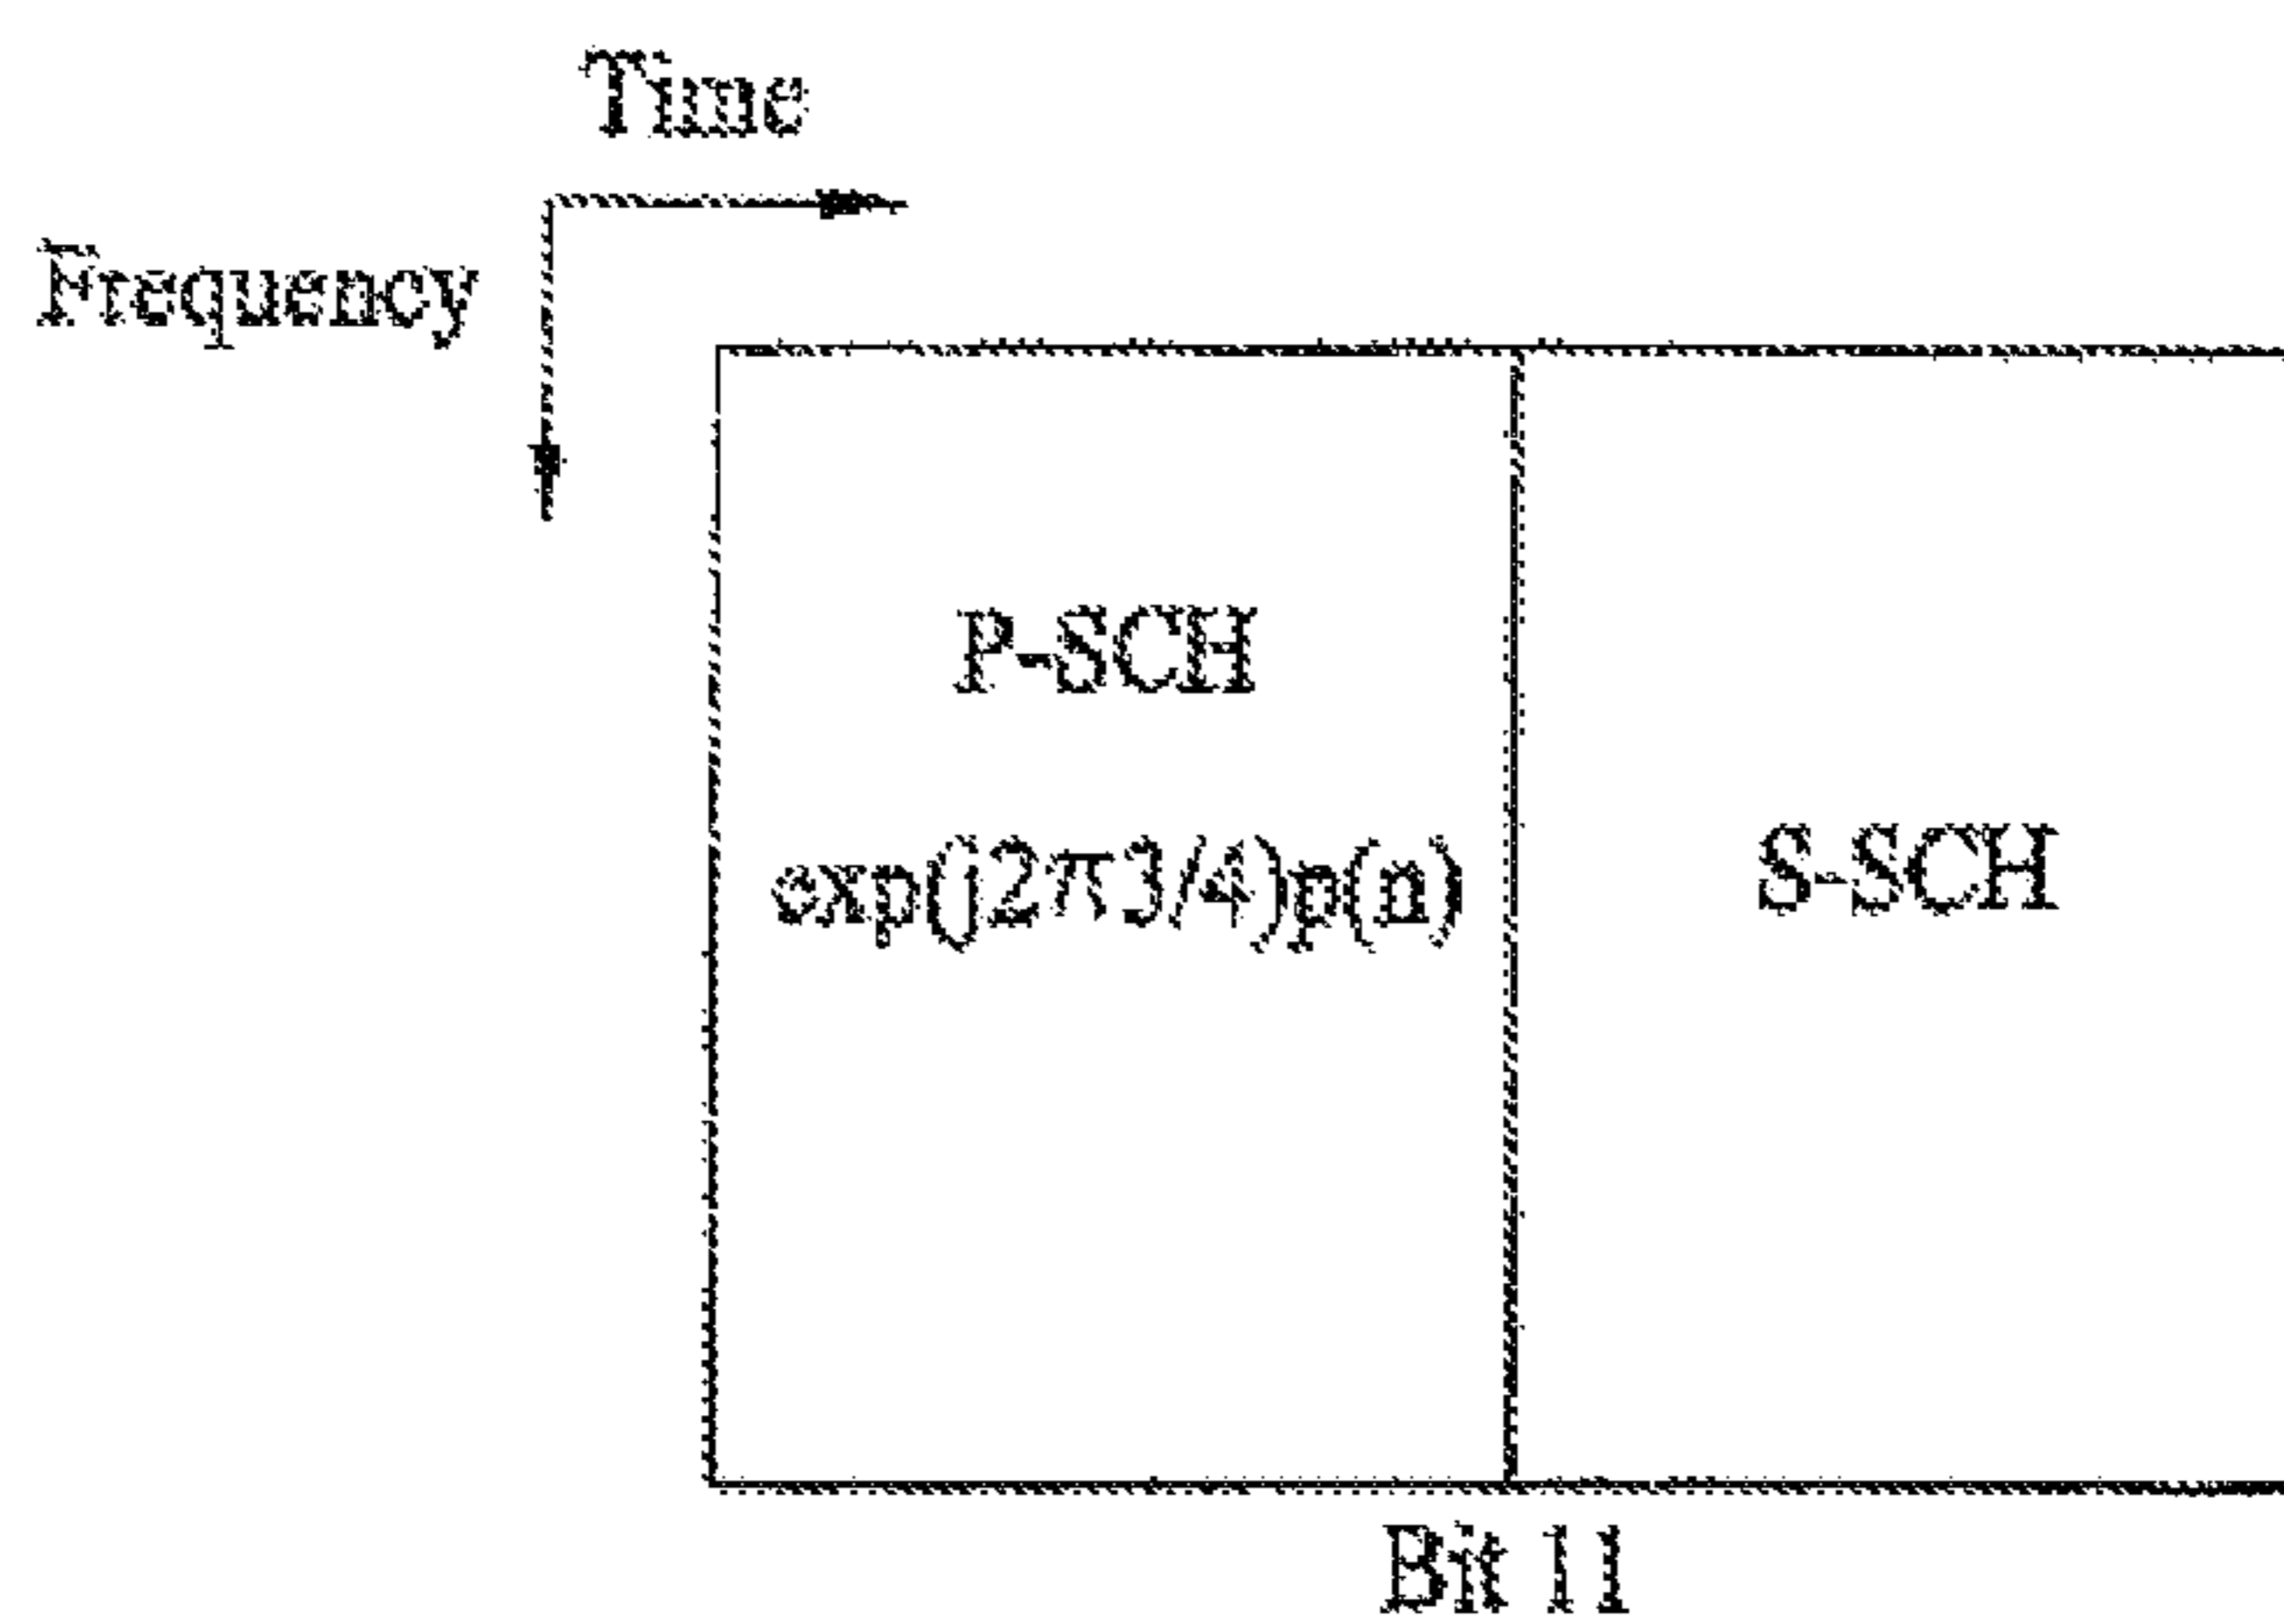 Time
Frequency
P-SCH
exp(j2π3/4)p(n)
S-SCH
Bit 11